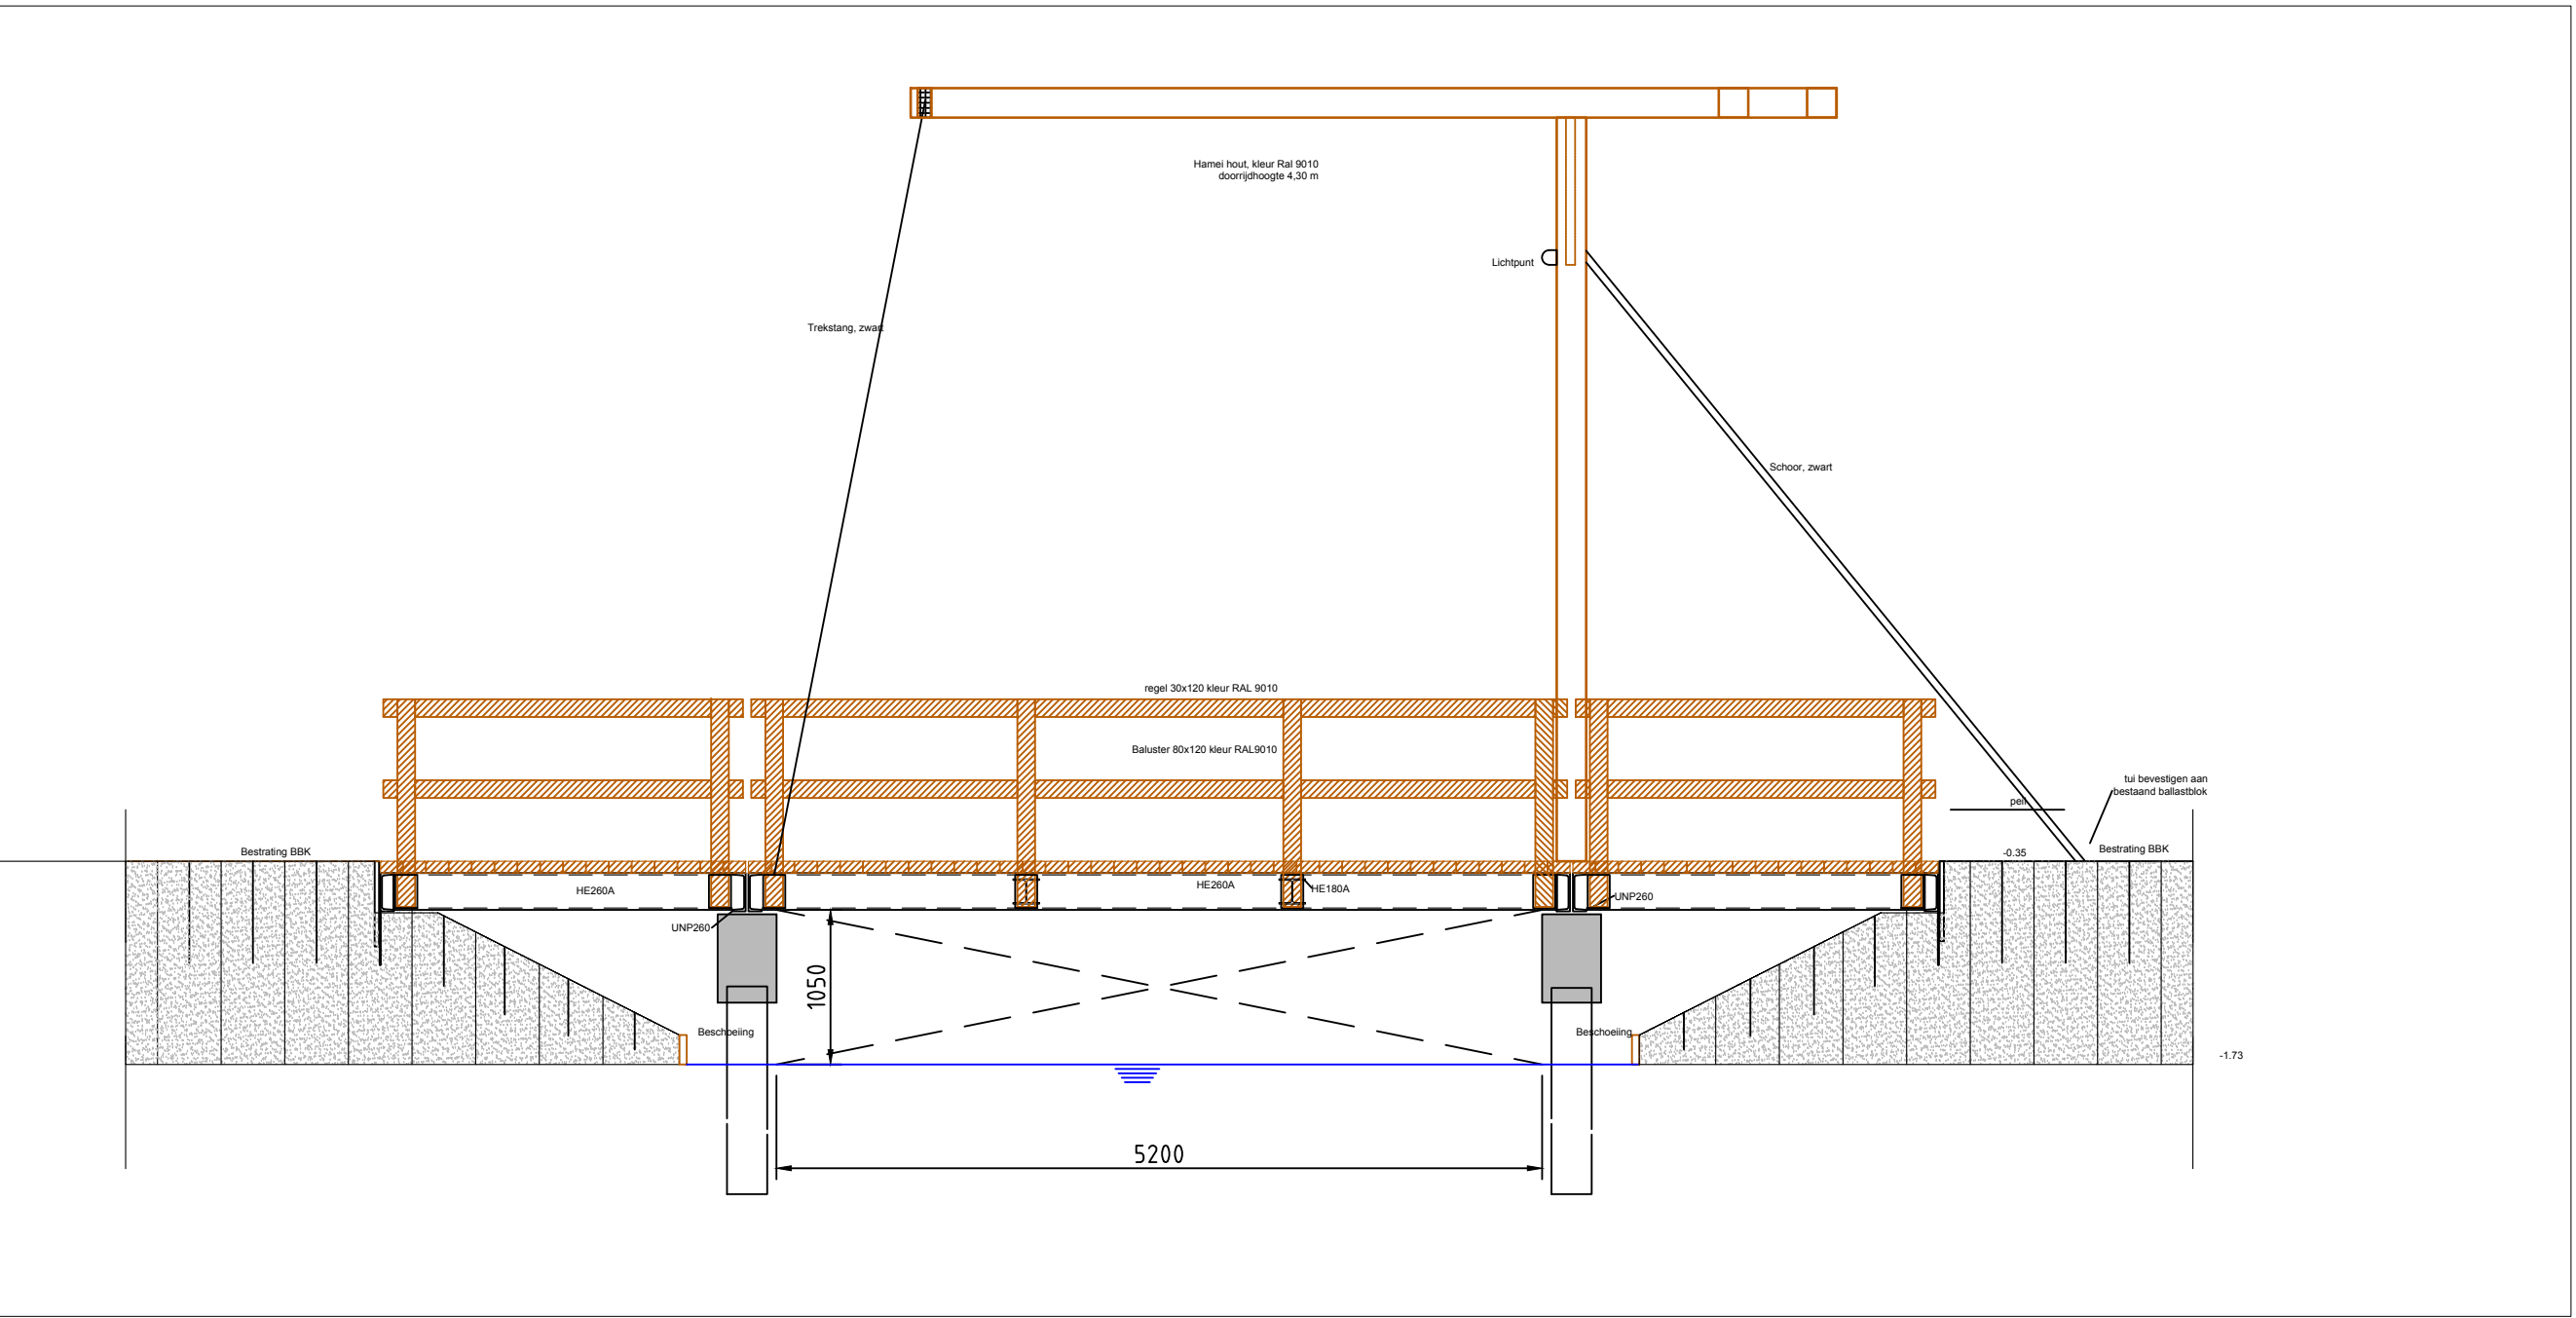 Hamei hout, kleur Ral 9010
doorrijdhoogte 4,30 m
Lichtpunt
Trekstang, zwart
Schoor, zwart
regel 30x120 kleur RAL 9010
Baluster 80x120 kleur RAL9010
tui bevestigen aan
bestaand ballastblok
peil
Bestrating BBK
-0.35
Bestrating BBK
HE260A
HE260A
HE180A
UNP260
UNP260
1050
Beschoeiing
Beschoeiing
-1.73
5200